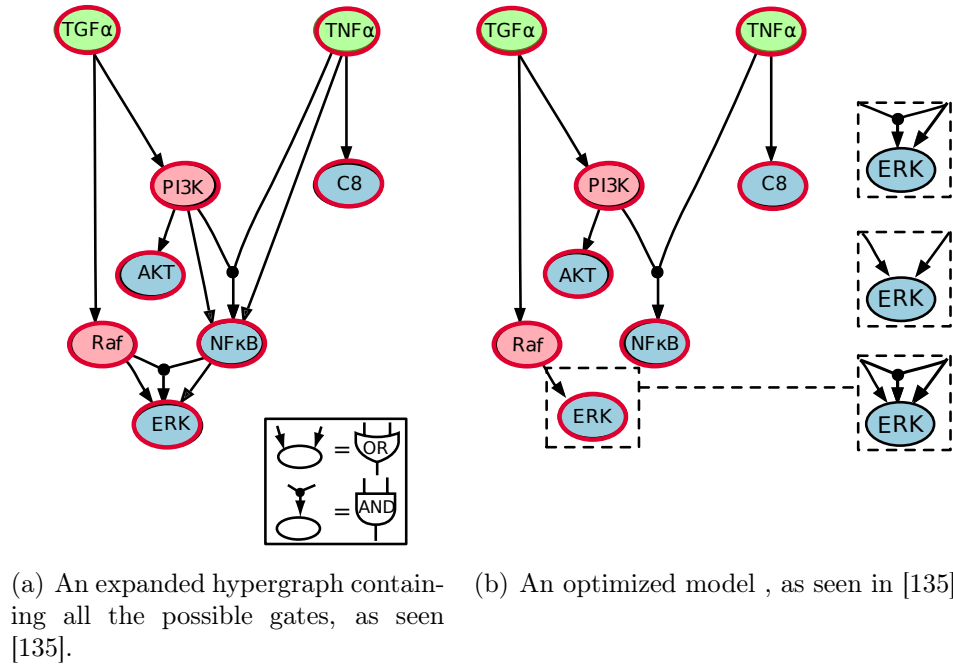 TGFα
TNFα
PI3K
C8
AKT
Raf
NFκB
ERK
= OR
= AND
TGFα
TNFα
PI3K
C8
AKT
Raf
NFκB
ERK
ERK
ERK
ERK
(a) An expanded hypergraph contain-
ing all the possible gates, as seen
[135].
(b) An optimized model , as seen in [135]